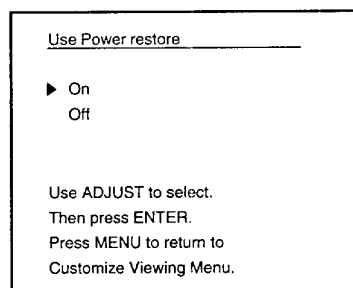 Use Power restore
On
Off
Use ADJUST to select.
Then press ENTER.
Press MENU to return to
Customize Viewing Menu.